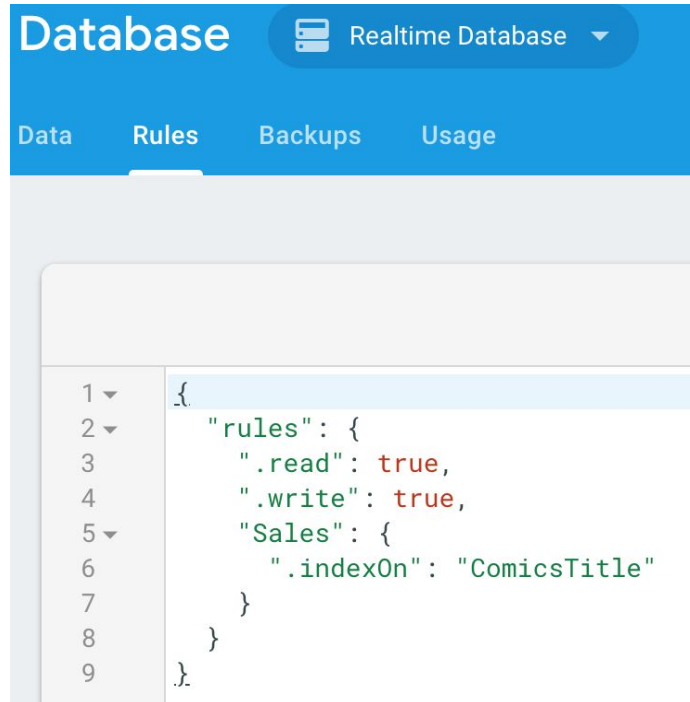 Database Realtime Database
Data Rules Backups Usage
1 {
2 "rules": {
3 ".read": true,
4 ".write": true,
5 "Sales": {
6 ".indexOn": "ComicsTitle"
7 }
8 }
9 }